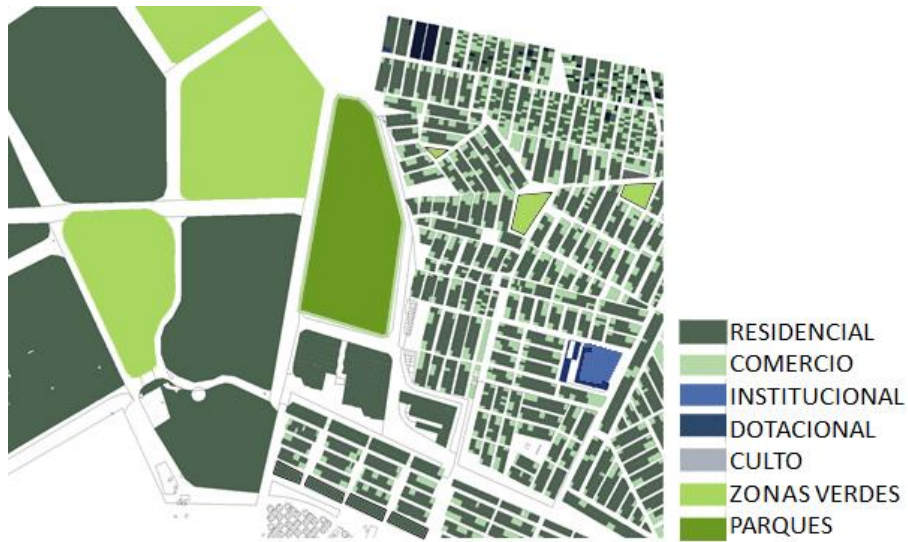 RESIDENCIAL
COMERCIO
INSTITUCIONAL
DOTACIONAL
CULTO
ZONAS VERDES
PARQUES